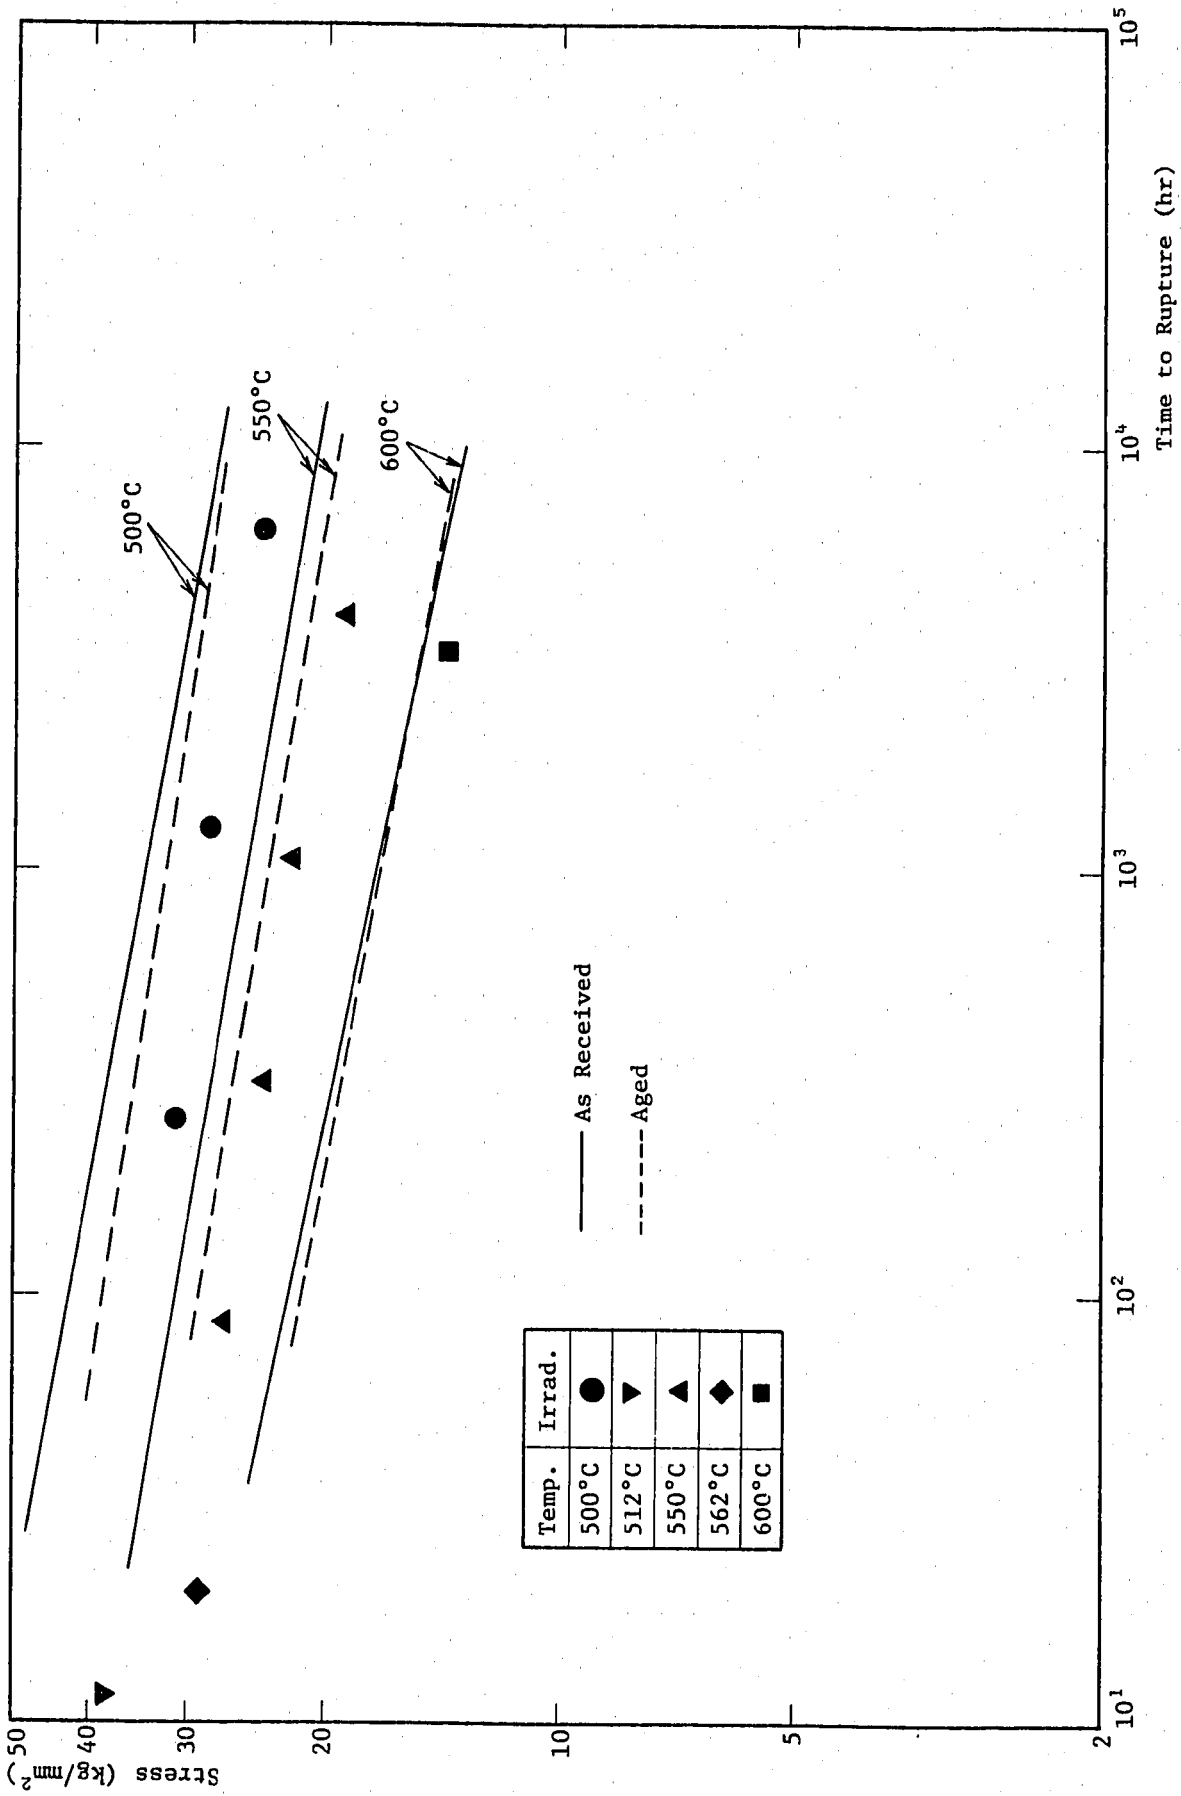 Stress (kg/mm²)
50
40
30
20
10
5
2
500°C
550°C
600°C
As Received
Aged
Temp. Irrad.
500°C
512°C
550°C
562°C
600°C
10¹
10²
10³
10⁴
10⁵
Time to Rupture (hr)